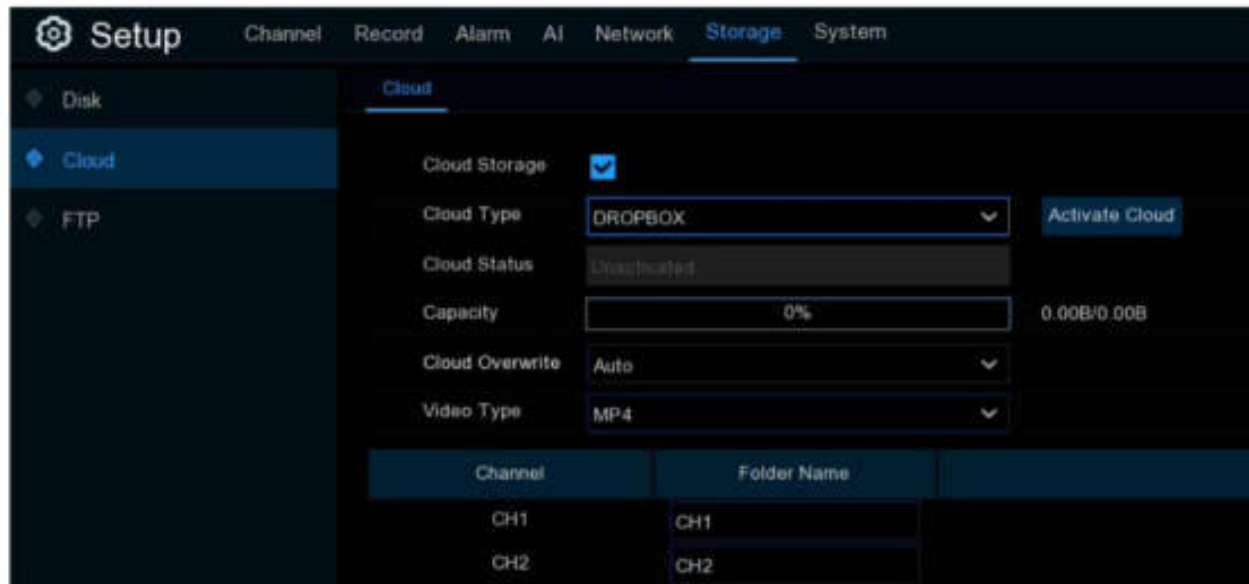 Setup Channel Record Alarm AI Network Storage System
Disk
Cloud
FTP
Cloud
Cloud Storage
Cloud Type DROPBOX Activate Cloud
Cloud Status Unactivated
Capacity 0% 0.00B/0.00B
Cloud Overwrite Auto
Video Type MP4
Channel Folder Name
CH1 CH1
CH2 CH2